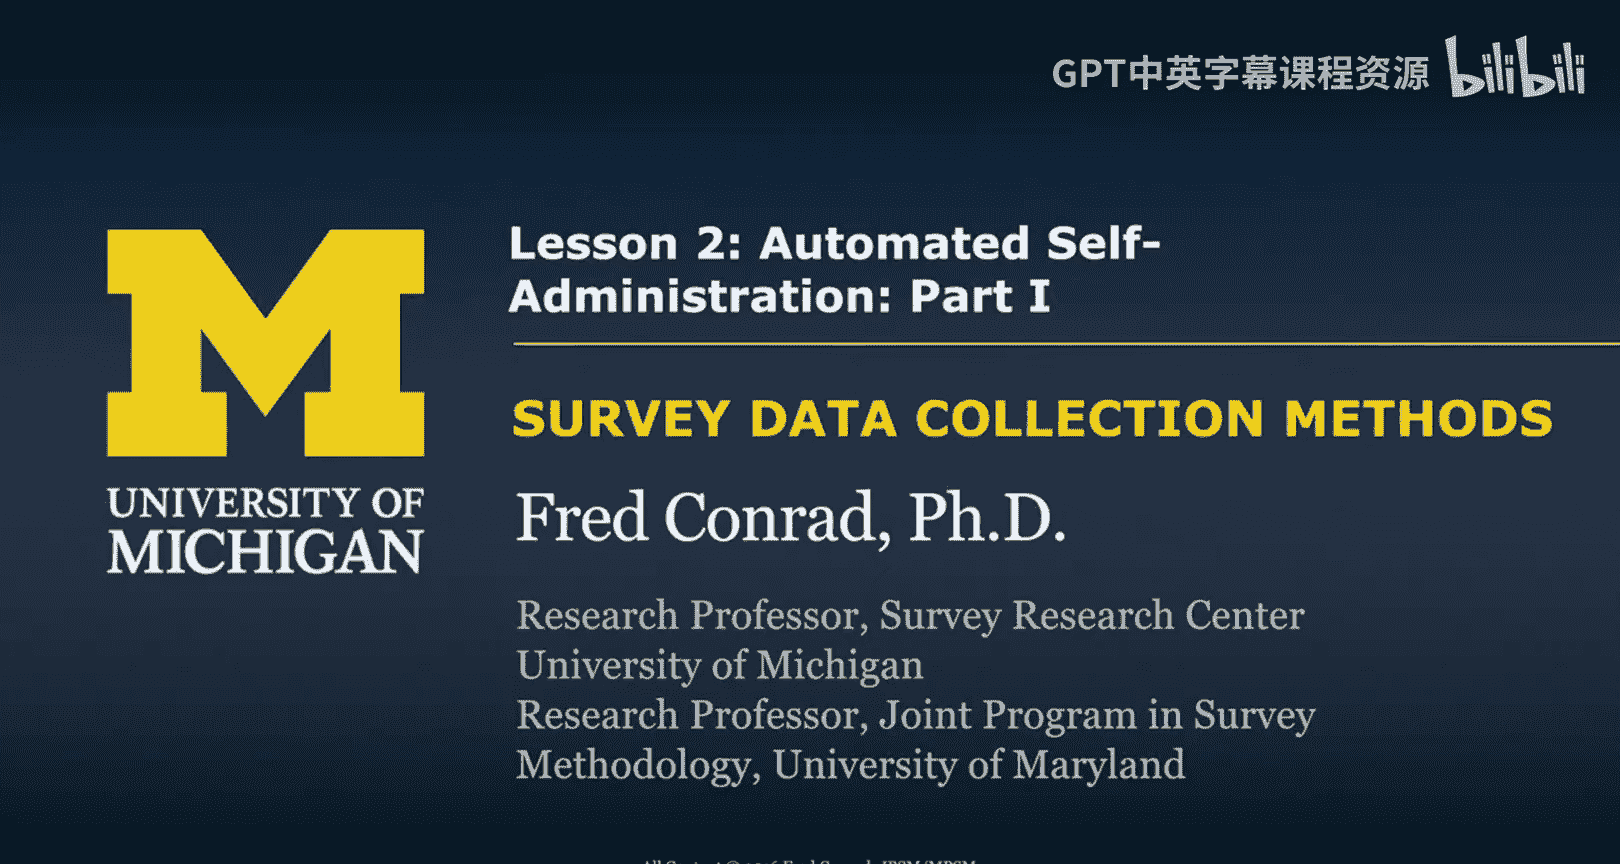 GPT中英字幕课程资源 bilibili
Lesson 2: Automated Self-
Administration: Part I
SURVEY DATA COLLECTION METHODS
Fred Conrad, Ph.D.
Research Professor, Survey Research Center
University of Michigan
Research Professor, Joint Program in Survey
Methodology, University of Maryland
M
UNIVERSITY OF
MICHIGAN